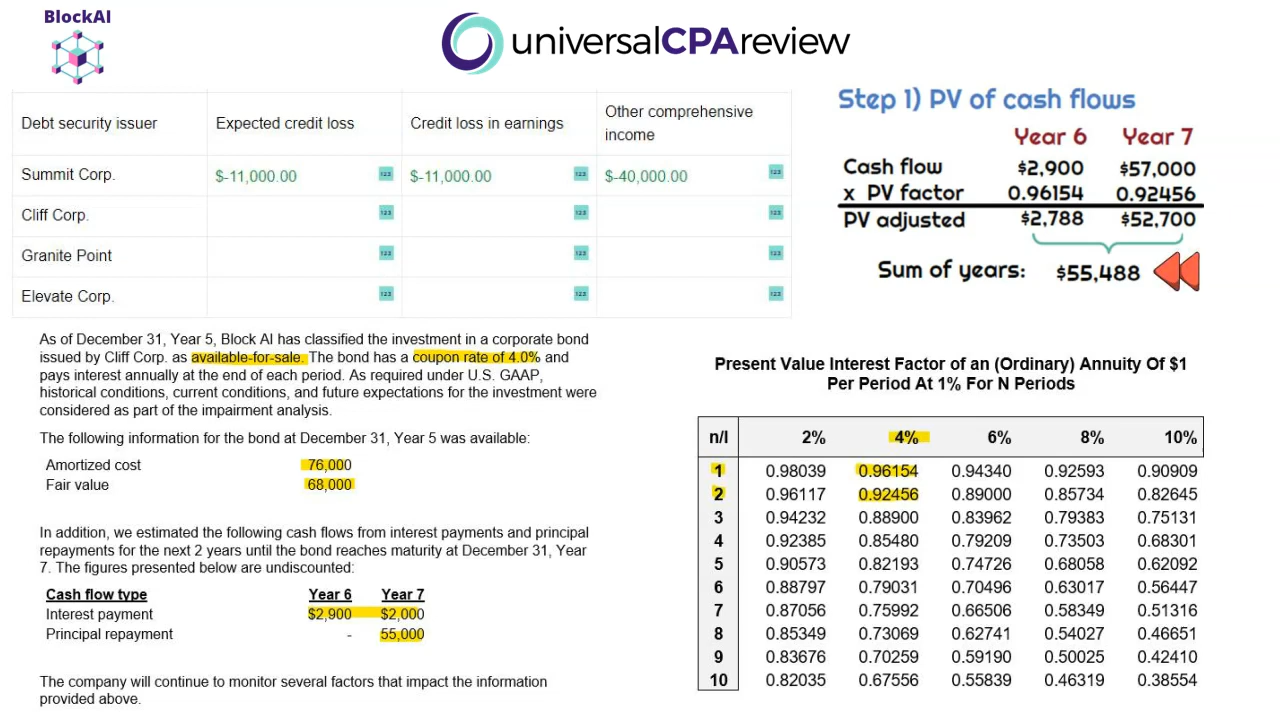 BlockAI
universalCPAreview
Debt security issuer Expected credit loss Credit loss in earnings Other comprehensive
income
Summit Corp. $-11,000.00 123 $-11,000.00 123 $-40,000.00 123
Cliff Corp. 123 123 123
Granite Point 123 123 123
Elevate Corp. 123 123 123
Step 1) PV of cash flows
Year 6 Year 7
Cash flow $2,900 $57,000
x PV factor 0.96154 0.92456
PV adjusted $2,788 $52,700
Sum of years: $55,488
As of December 31, Year 5, Block AI has classified the investment in a corporate bond
issued by Cliff Corp. as available-for-sale. The bond has a coupon rate of 4.0% and
pays interest annually at the end of each period. As required under U.S. GAAP,
historical conditions, current conditions, and future expectations for the investment were
considered as part of the impairment analysis.
The following information for the bond at December 31, Year 5 was available:
Amortized cost 76,000
Fair value 68,000
In addition, we estimated the following cash flows from interest payments and principal
repayments for the next 2 years until the bond reaches maturity at December 31, Year
7. The figures presented below are undiscounted:
Cash flow type Year 6 Year 7
Interest payment $2,900 $2,000
Principal repayment - 55,000
The company will continue to monitor several factors that impact the information
provided above.
Present Value Interest Factor of an (Ordinary) Annuity Of $1
Per Period At 1% For N Periods
n/I 2% 4% 6% 8% 10%
1 0.98039 0.96154 0.94340 0.92593 0.90909
2 0.96117 0.92456 0.89000 0.85734 0.82645
3 0.94232 0.88900 0.83962 0.79383 0.75131
4 0.92385 0.85480 0.79209 0.73503 0.68301
5 0.90573 0.82193 0.74726 0.68058 0.62092
6 0.88797 0.79031 0.70496 0.63017 0.56447
7 0.87056 0.75992 0.66506 0.58349 0.51316
8 0.85349 0.73069 0.62741 0.54027 0.46651
9 0.83676 0.70259 0.59190 0.50025 0.42410
10 0.82035 0.67556 0.55839 0.46319 0.38554